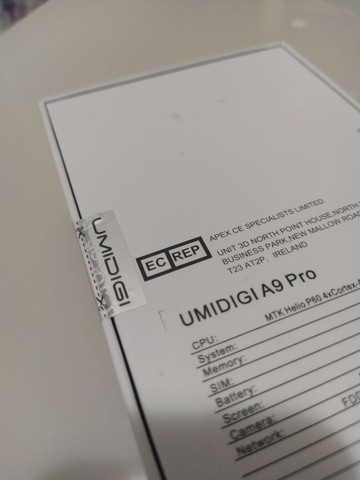 UMIDIGI
EC REP
APEX CE SPECIALISTS LIMITED
UNIT 3D NORTH POINT HOUSE,NORTH
BUSINESS PARK,NEW MALLOW ROAD
T23 AT2P, IRELAND
UMIDIGI A9 Pro
CPU: MTK Helio P60 4xCortex-
System:
Memory:
SIM:
Battery:
Screen:
Camera:
Network: FDD